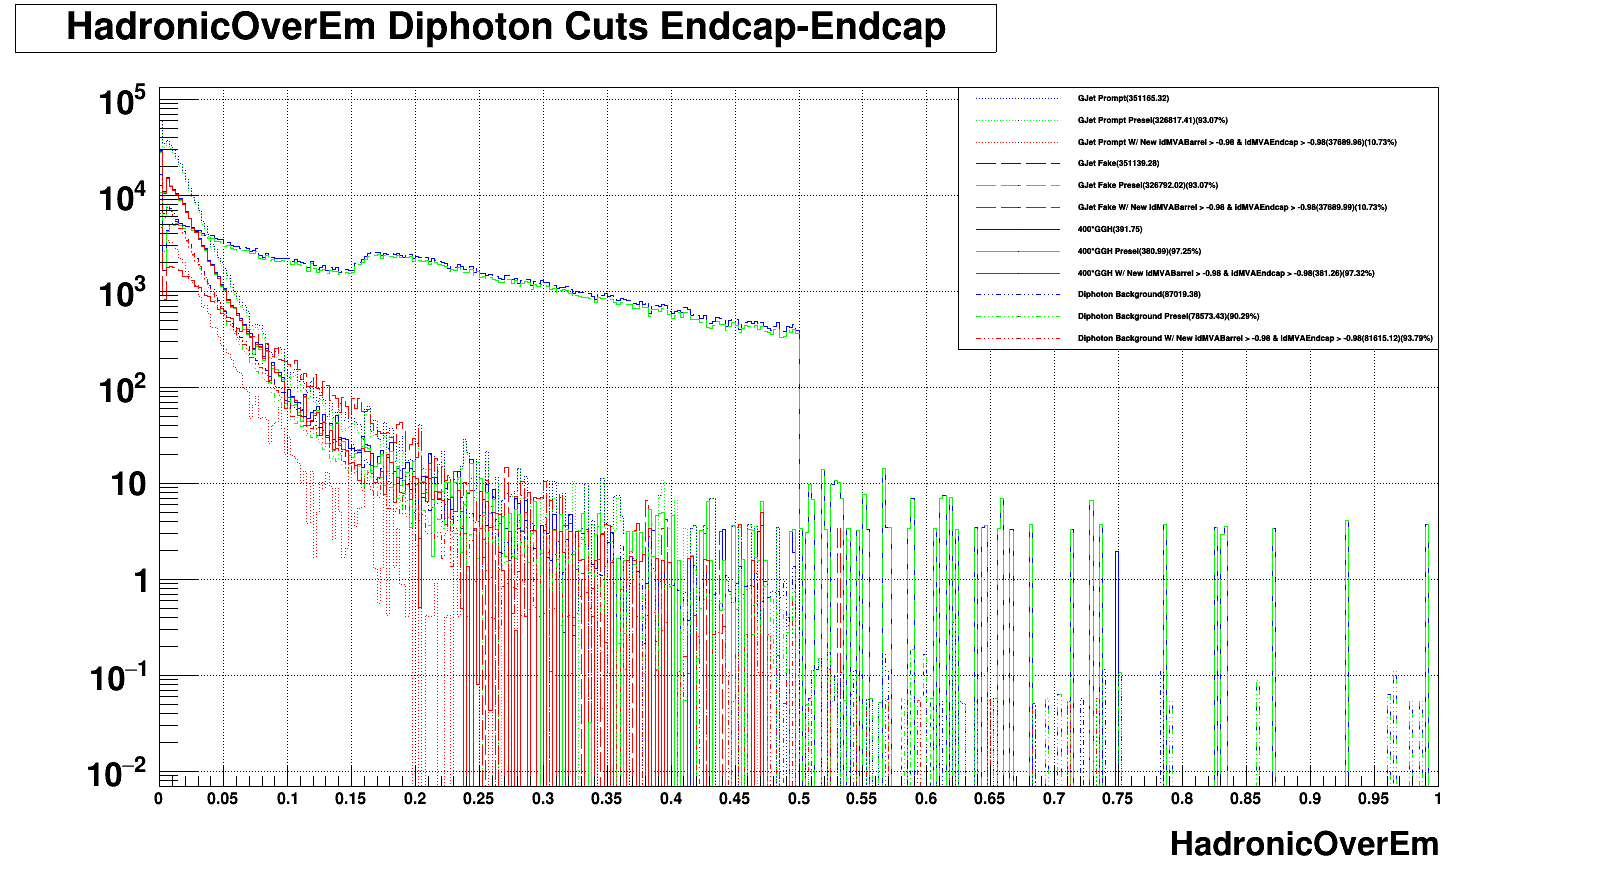 HadronicOverEm Diphoton Cuts Endcap-Endcap
GJet Prompt(351165.32)
GJet Prompt Presel(326817.41)(93.07%)
GJet Prompt W/ New IdMVABarrel > -0.98 & IdMVAEndcap > -0.98(37689.96)(10.73%)
GJet Fake(351139.28)
GJet Fake Presel(326792.02)(93.07%)
GJet Fake W/ New IdMVABarrel > -0.98 & IdMVAEndcap > -0.98(37689.99)(10.73%)
400*GGH(391.75)
400*GGH Presel(380.99)(97.25%)
400*GGH W/ New IdMVABarrel > -0.98 & IdMVAEndcap > -0.98(381.26)(97.32%)
Diphoton Background(87019.38)
Diphoton Background Presel(78573.43)(90.29%)
Diphoton Background W/ New IdMVABarrel > -0.98 & IdMVAEndcap > -0.98(81615.12)(93.79%)
10⁵
10⁴
10³
10²
10
1
10⁻¹
10⁻²
0 0.05 0.1 0.15 0.2 0.25 0.3 0.35 0.4 0.45 0.5 0.55 0.6 0.65 0.7 0.75 0.8 0.85 0.9 0.95 1
HadronicOverEm